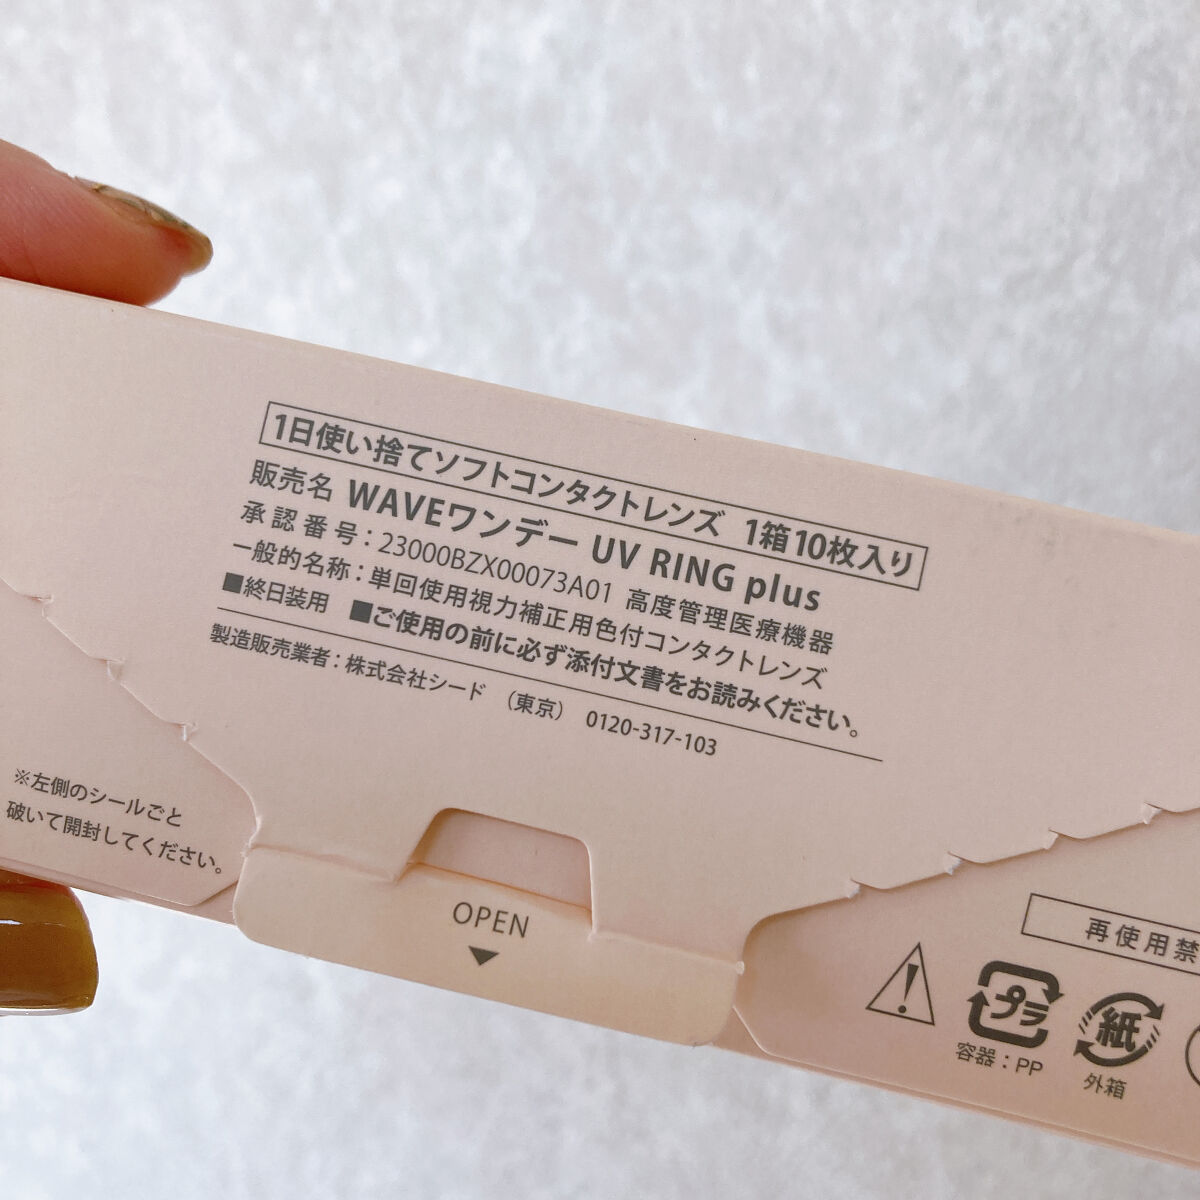 1日使い捨てソフトコンタクトレンズ 1箱10枚入り
販売名 WAVEワンデー UV RING plus
承認番号：23000BZX00073A01 高度管理医療機器
一般的名称：単回使用視力補正用色付コンタクトレンズ
■終日装用 ■ご使用の前に必ず添付文書をお読みください。
製造販売業者：株式会社シード （東京） 0120-317-103
※左側のシールごと
破いて開封してください。
OPEN
再使用禁
プラ
容器：PP
紙
外箱